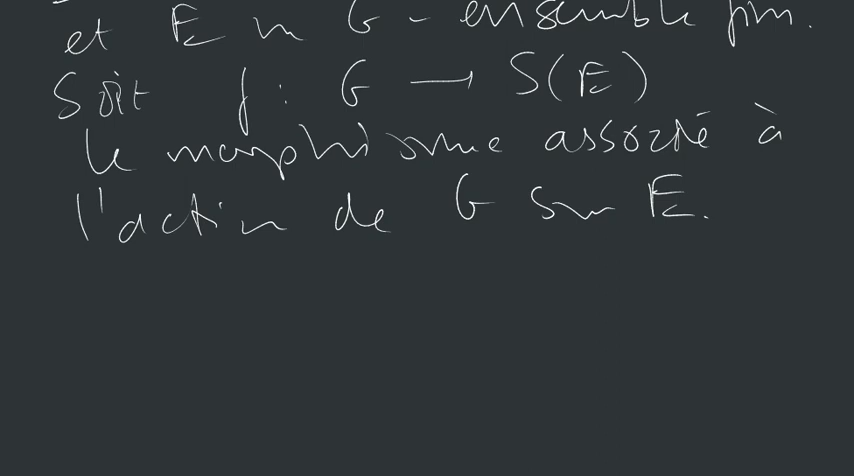 et E un G-ensemble fini.
Soit f : G → S(E)
le morphisme associé à
l'action de G sur E.